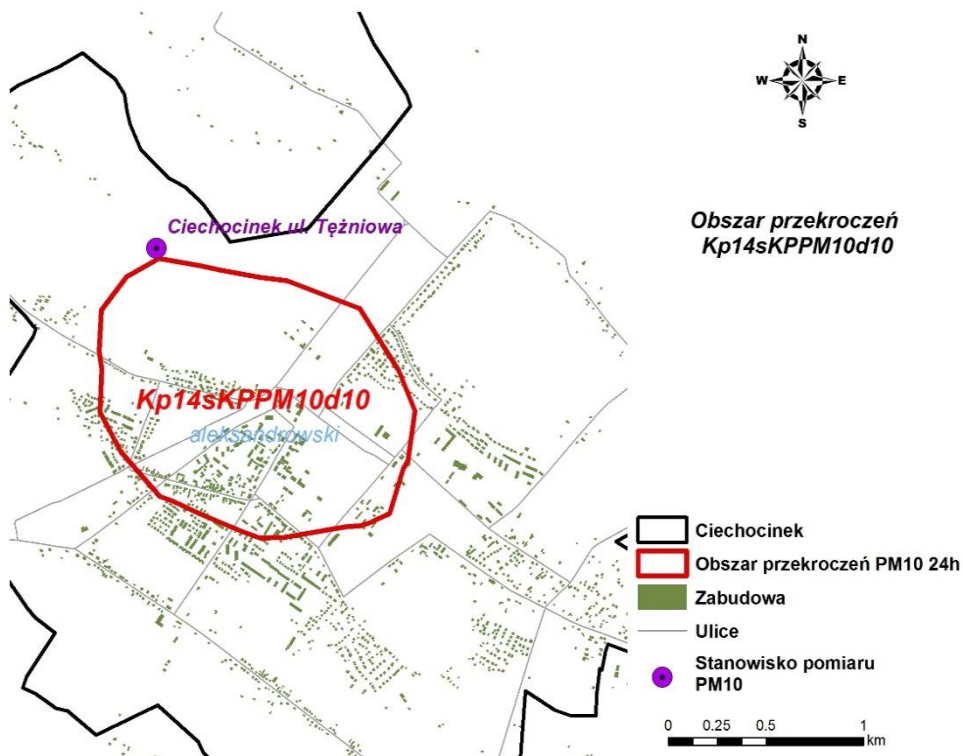 N
W E
S
Ciechocinek ul. Tężniowa
Obszar przekroczeń
Kp14sKPPM10d10
Kp14sKPPM10d10
aleksandrowski
Ciechocinek
Obszar przekroczeń PM10 24h
Zabudowa
Ulice
Stanowisko pomiaru
PM10
0 0.25 0.5 1
km